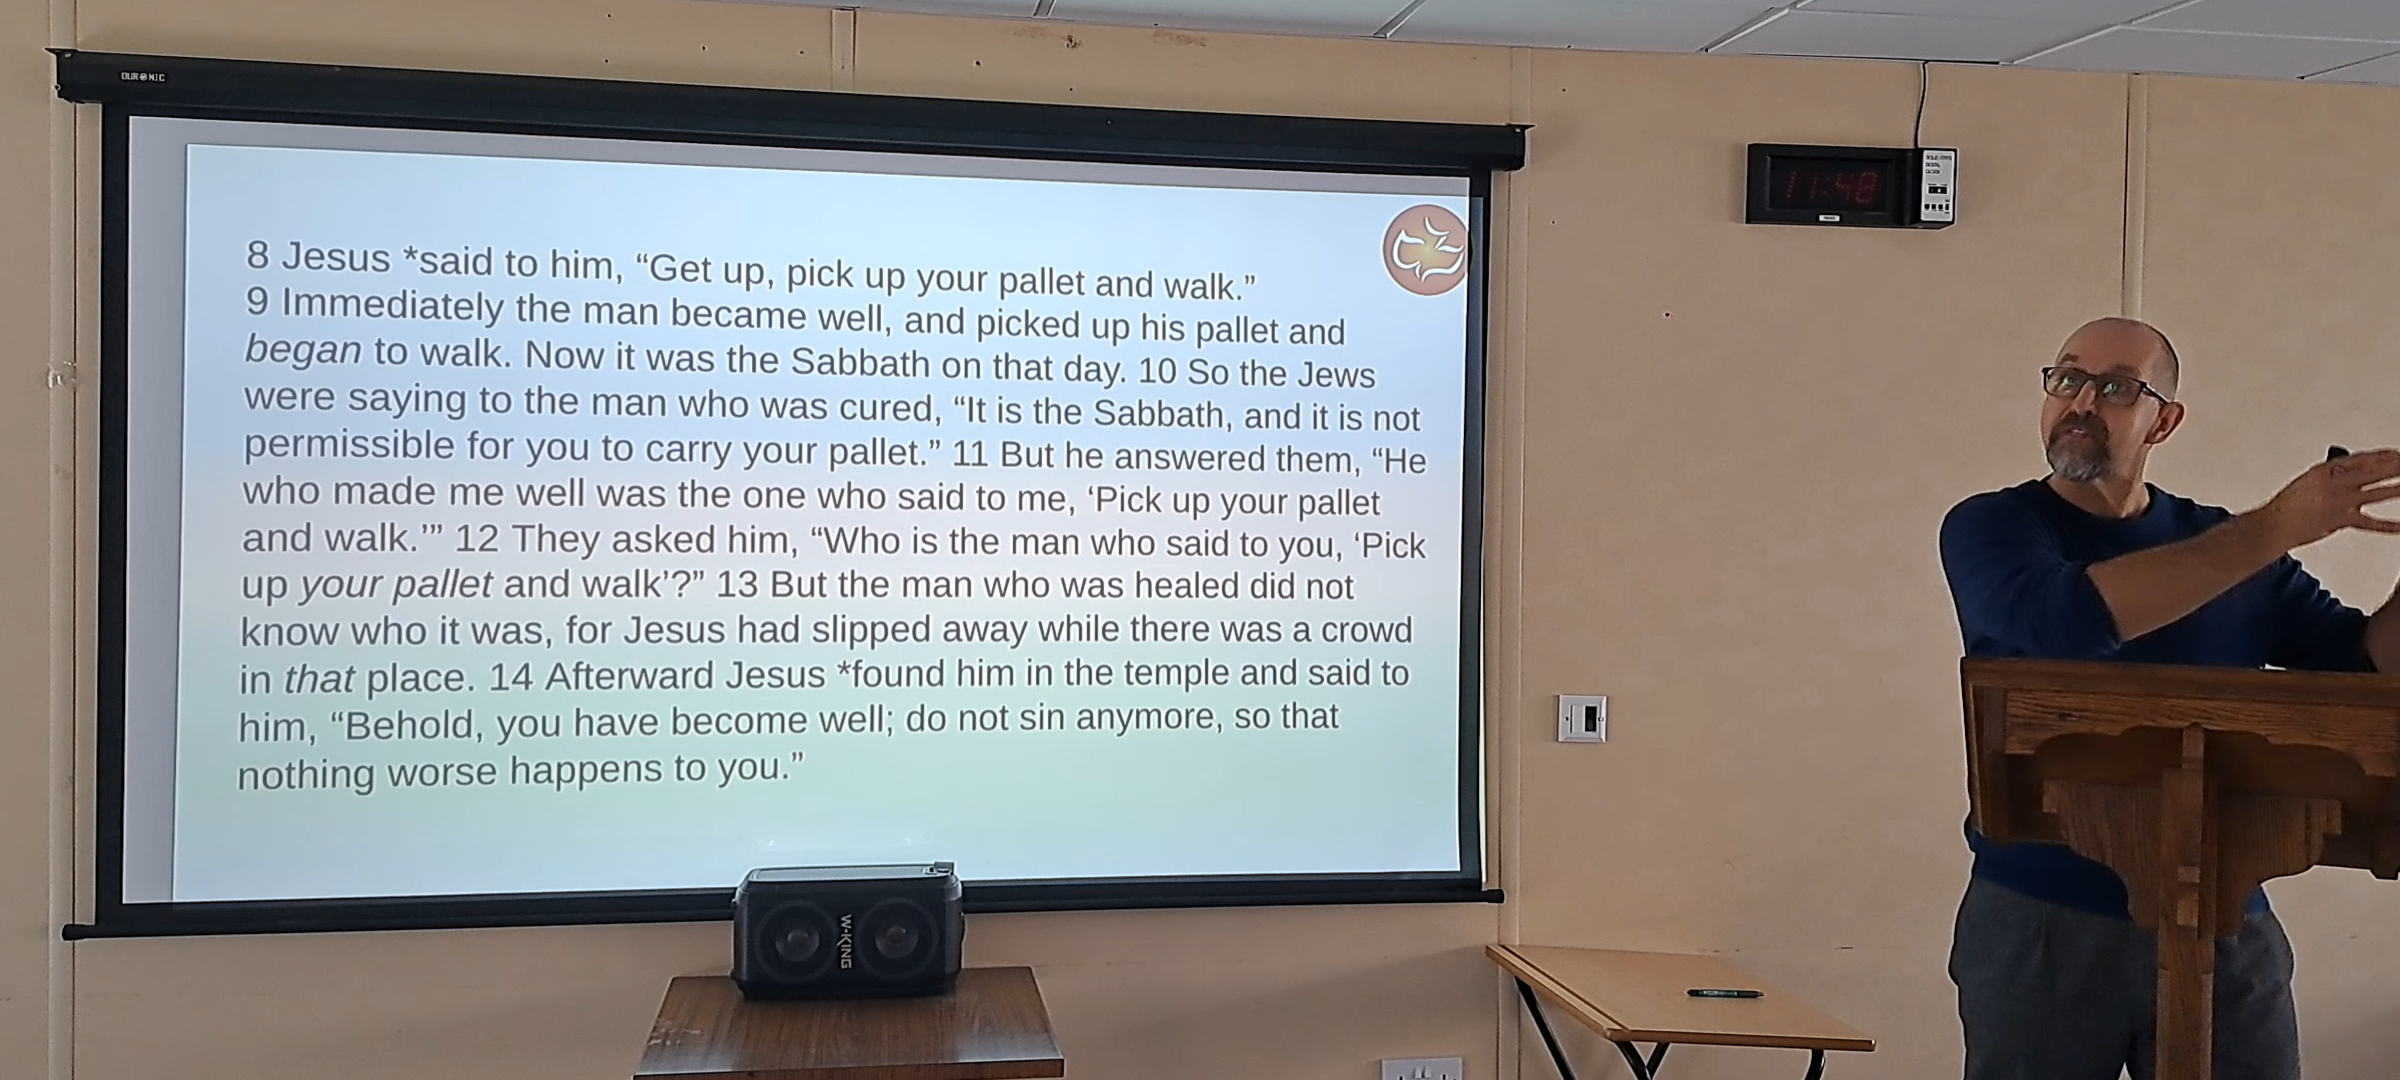 DURONIC
8 Jesus *said to him, “Get up, pick up your pallet and walk.”
9 Immediately the man became well, and picked up his pallet and
began to walk. Now it was the Sabbath on that day. 10 So the Jews
were saying to the man who was cured, “It is the Sabbath, and it is not
permissible for you to carry your pallet.” 11 But he answered them, “He
who made me well was the one who said to me, ‘Pick up your pallet
and walk.’” 12 They asked him, “Who is the man who said to you, ‘Pick
up your pallet and walk’?” 13 But the man who was healed did not
know who it was, for Jesus had slipped away while there was a crowd
in that place. 14 Afterward Jesus *found him in the temple and said to
him, “Behold, you have become well; do not sin anymore, so that
nothing worse happens to you.”
11:48
W-KING